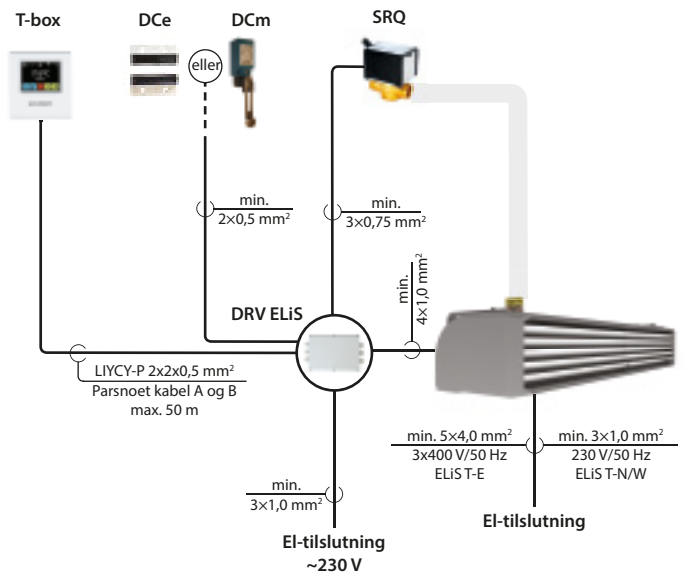 T-box
DCe
DCm
SRQ
eller
min.
2×0,5 mm²
min.
3×0,75 mm²
min.
4×1,0 mm²
DRV ELiS
LIYCY-P 2x2x0,5 mm²
Parsnoet kabel A og B
max. 50 m
min. 5×4,0 mm²
3x400 V/50 Hz
ELiS T-E
min. 3×1,0 mm²
230 V/50 Hz
ELiS T-N/W
min.
3×1,0 mm²
El-tilslutning
El-tilslutning
~230 V